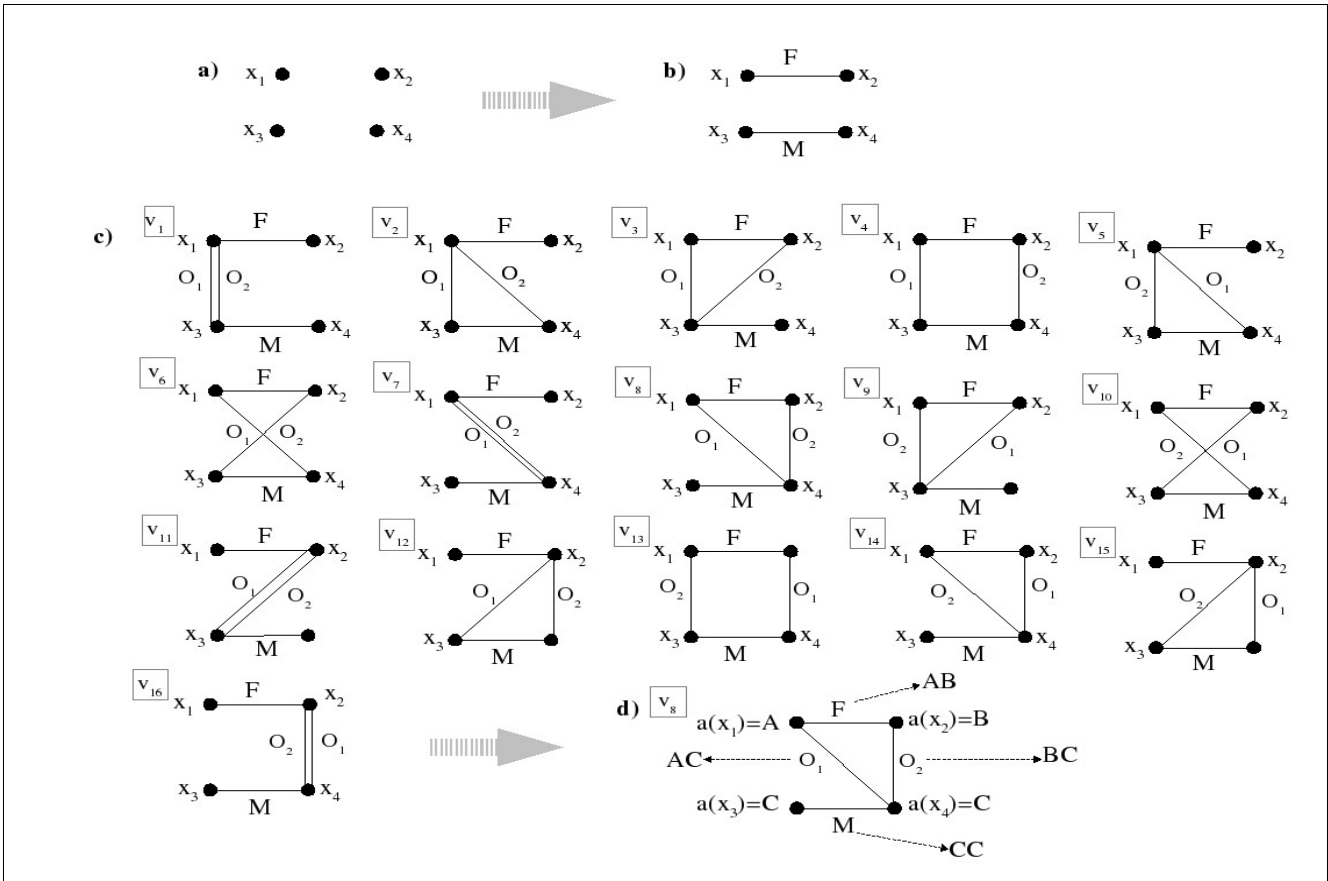 a) x₁ x₂
x₃ x₄
b) x₁ F x₂
x₃ M x₄
c)
v₁ x₁ F x₂
O₁ O₂
x₃ M x₄
v₂ x₁ F x₂
O₁ O₂
x₃ M x₄
v₃ x₁ F x₂
O₁ O₂
x₃ M x₄
v₄ x₁ F x₂
O₁ O₂
x₃ M x₄
v₅ x₁ F x₂
O₂ O₁
x₃ M x₄
v₆ x₁ F x₂
O₁ O₂
x₃ M x₄
v₇ x₁ F x₂
O₁ O₂
x₃ M x₄
v₈ x₁ F x₂
O₁ O₂
x₃ M x₄
v₉ x₁ F x₂
O₂ O₁
x₃ M
v₁₀ x₁ F x₂
O₂ O₁
x₃ M x₄
v₁₁ x₁ F x₂
O₁ O₂
x₃ M
v₁₂ x₁ F x₂
O₁ O₂
x₃ M
v₁₃ x₁ F
O₂ O₁
x₃ M x₄
v₁₄ x₁ F x₂
O₂ O₁
x₃ M x₄
v₁₅ x₁ F x₂
O₂ O₁
x₃ M
v₁₆ x₁ F x₂
O₂ O₁
x₃ M x₄
d) v₈ F AB
a(x₁)=A a(x₂)=B
AC O₁ O₂ BC
a(x₃)=C a(x₄)=C
M CC